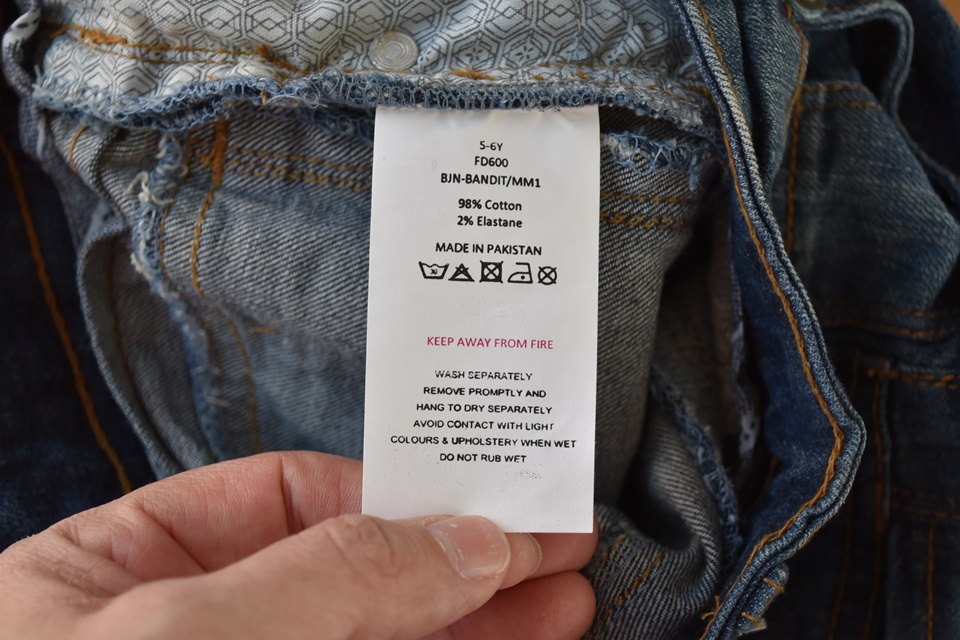 5-6Y
FD600
BJN-BANDIT/MM1
98% Cotton
2% Elastane
MADE IN PAKISTAN
KEEP AWAY FROM FIRE
WASH SEPARATELY
REMOVE PROMPTLY AND
HANG TO DRY SEPARATELY
AVOID CONTACT WITH LIGHT
COLOURS & UPHOLSTERY WHEN WET
DO NOT RUB WET